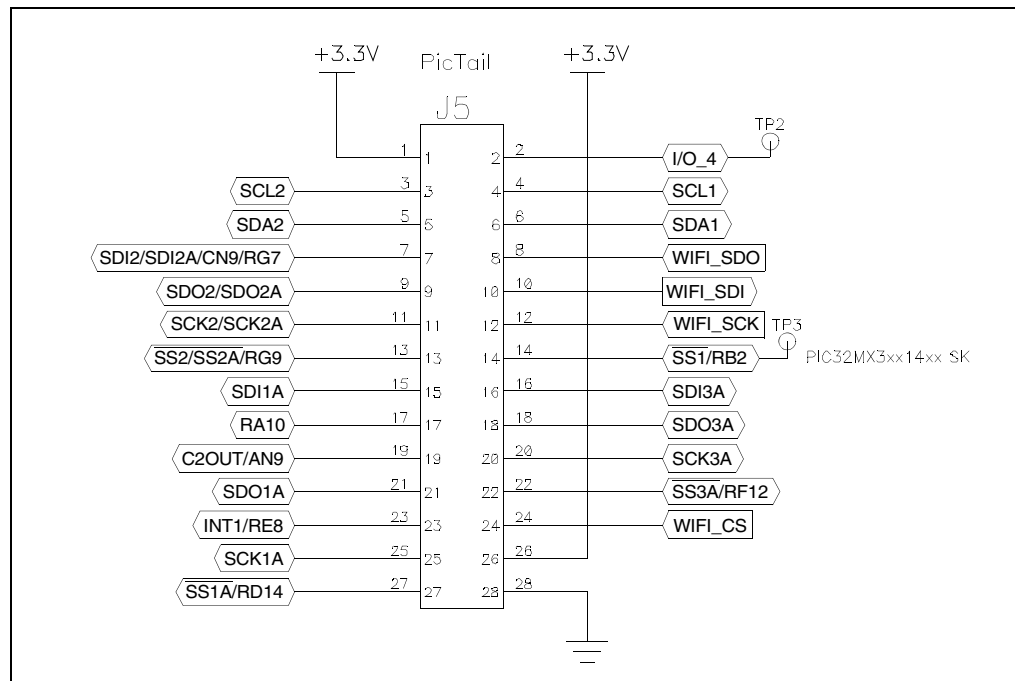 +3.3V PicTail +3.3V
J5
TP2
1 1 2 2 I/O_4
SCL2 3 3 4 4 SCL1
SDA2 5 5 6 6 SDA1
SDI2/SDI2A/CN9/RG7 7 7 8 8 WIFI_SDO
SDO2/SDO2A 9 9 10 10 WIFI_SDI
SCK2/SCK2A 11 11 12 12 WIFI_SCK
TP3
SS2/SS2A/RG9 13 13 14 14 SS1/RB2 PIC32MX3xx14xx SK
SDI1A 15 15 16 16 SDI3A
RA10 17 17 18 18 SDO3A
C2OUT/AN9 19 19 20 20 SCK3A
SDO1A 21 21 22 22 SS3A/RF12
INT1/RE8 23 23 24 24 WIFI_CS
SCK1A 25 25 26 26
SS1A/RD14 27 27 28 28